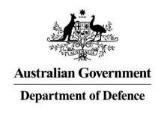 Australian Government
Department of Defence